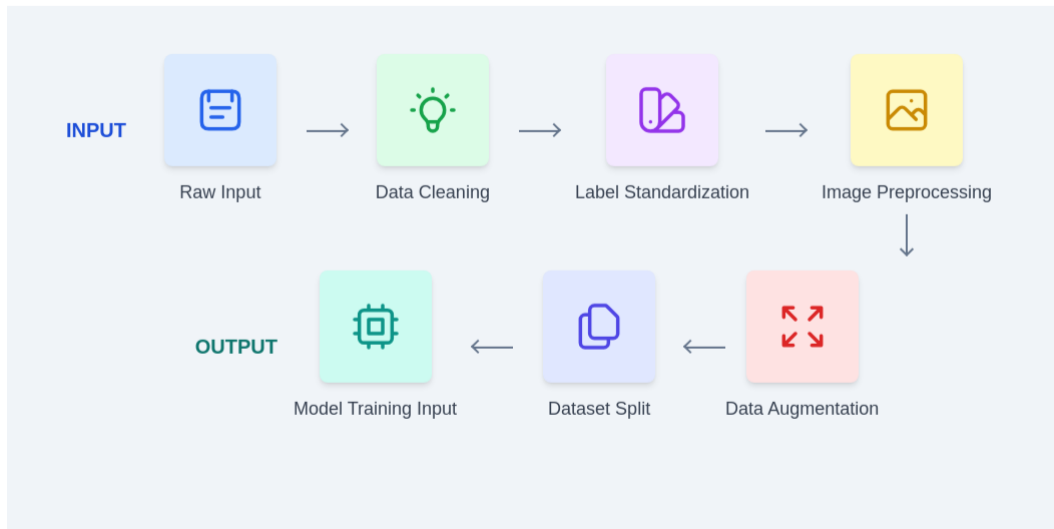 INPUT
Raw Input
Data Cleaning
Label Standardization
Image Preprocessing
OUTPUT
Model Training Input
Dataset Split
Data Augmentation